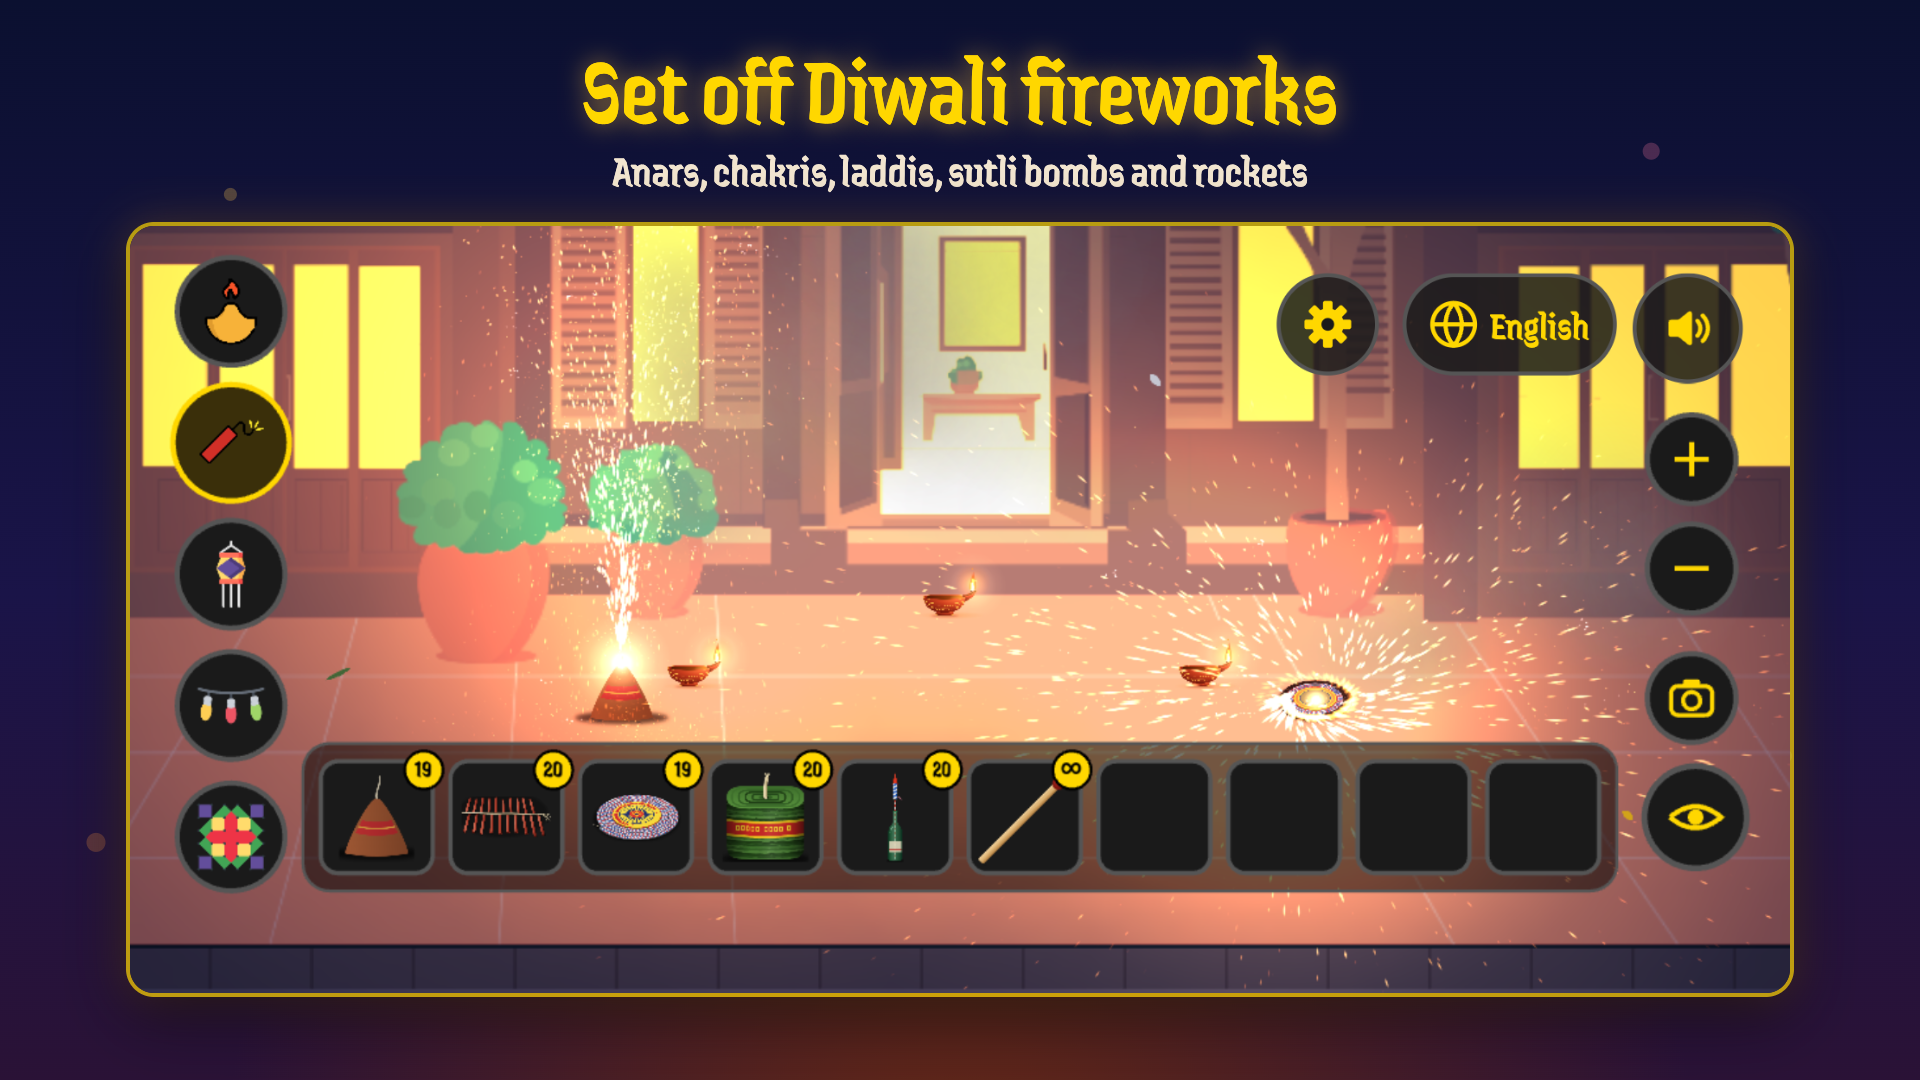 Set off Diwali fireworks
Anars, chakris, laddis, sutli bombs and rockets
English
19 20 19 20 20 ∞